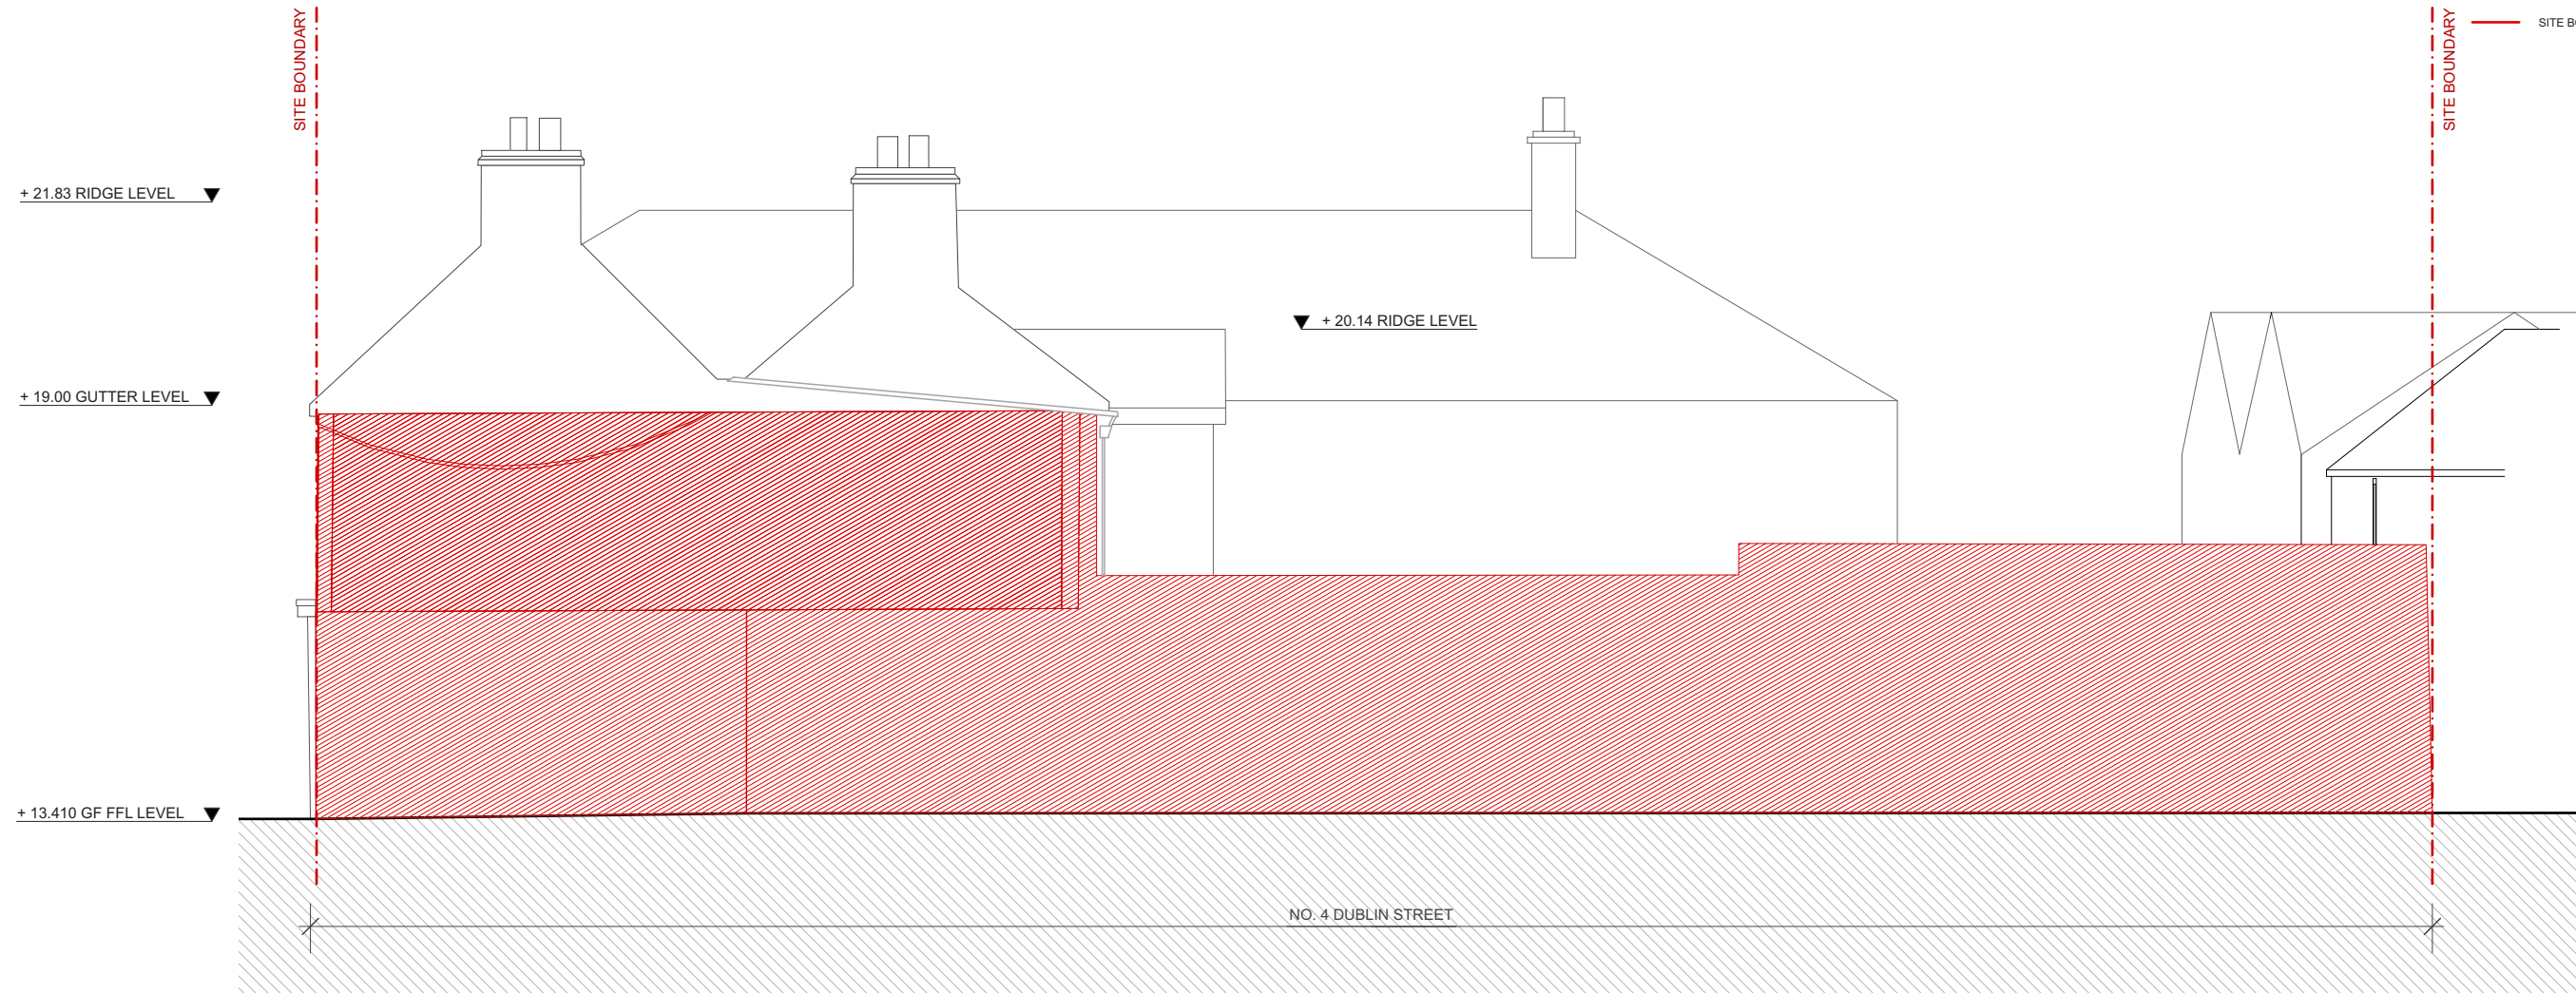 SITE BOUNDARY
SITE BOUNDARY
+ 21.83 RIDGE LEVEL
+ 20.14 RIDGE LEVEL
+ 19.00 GUTTER LEVEL
+ 13.410 GF FFL LEVEL
NO. 4 DUBLIN STREET
SITE